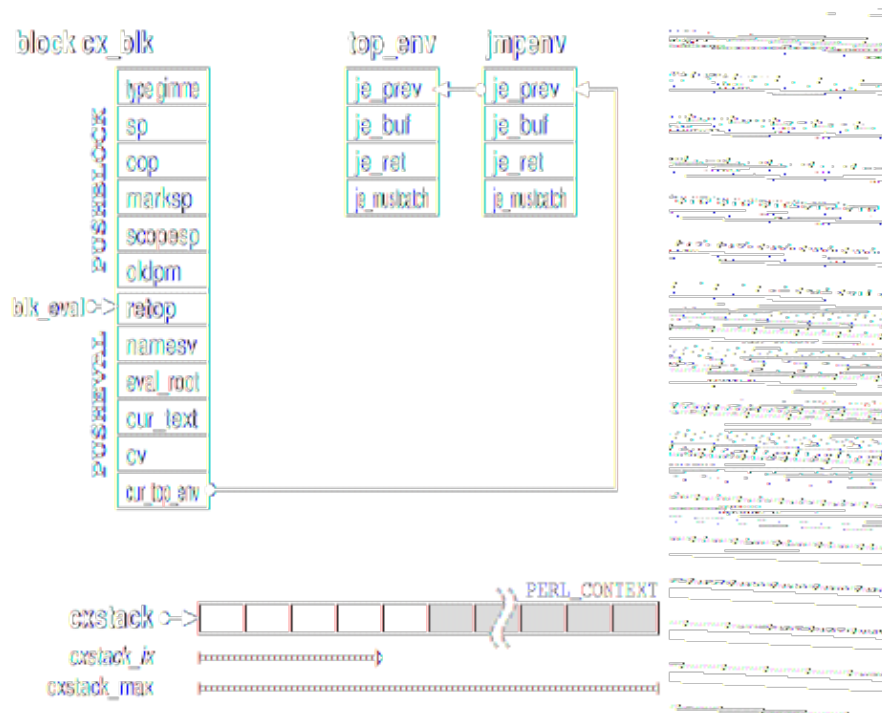 block cx_blk
top_env
jmpenv
type gimme
je_prev
je_prev
sp
je_buf
je_buf
cop
je_ret
je_ret
marksp
je_mustcatch
je_mustcatch
scopesp
oldpm
PUSHBLOCK
blk_eval
retop
namesv
eval_root
cur_text
cv
cur_top_env
PUSHEVAL
PERL_CONTEXT
cxstack
cxstack_ix
cxstack_max